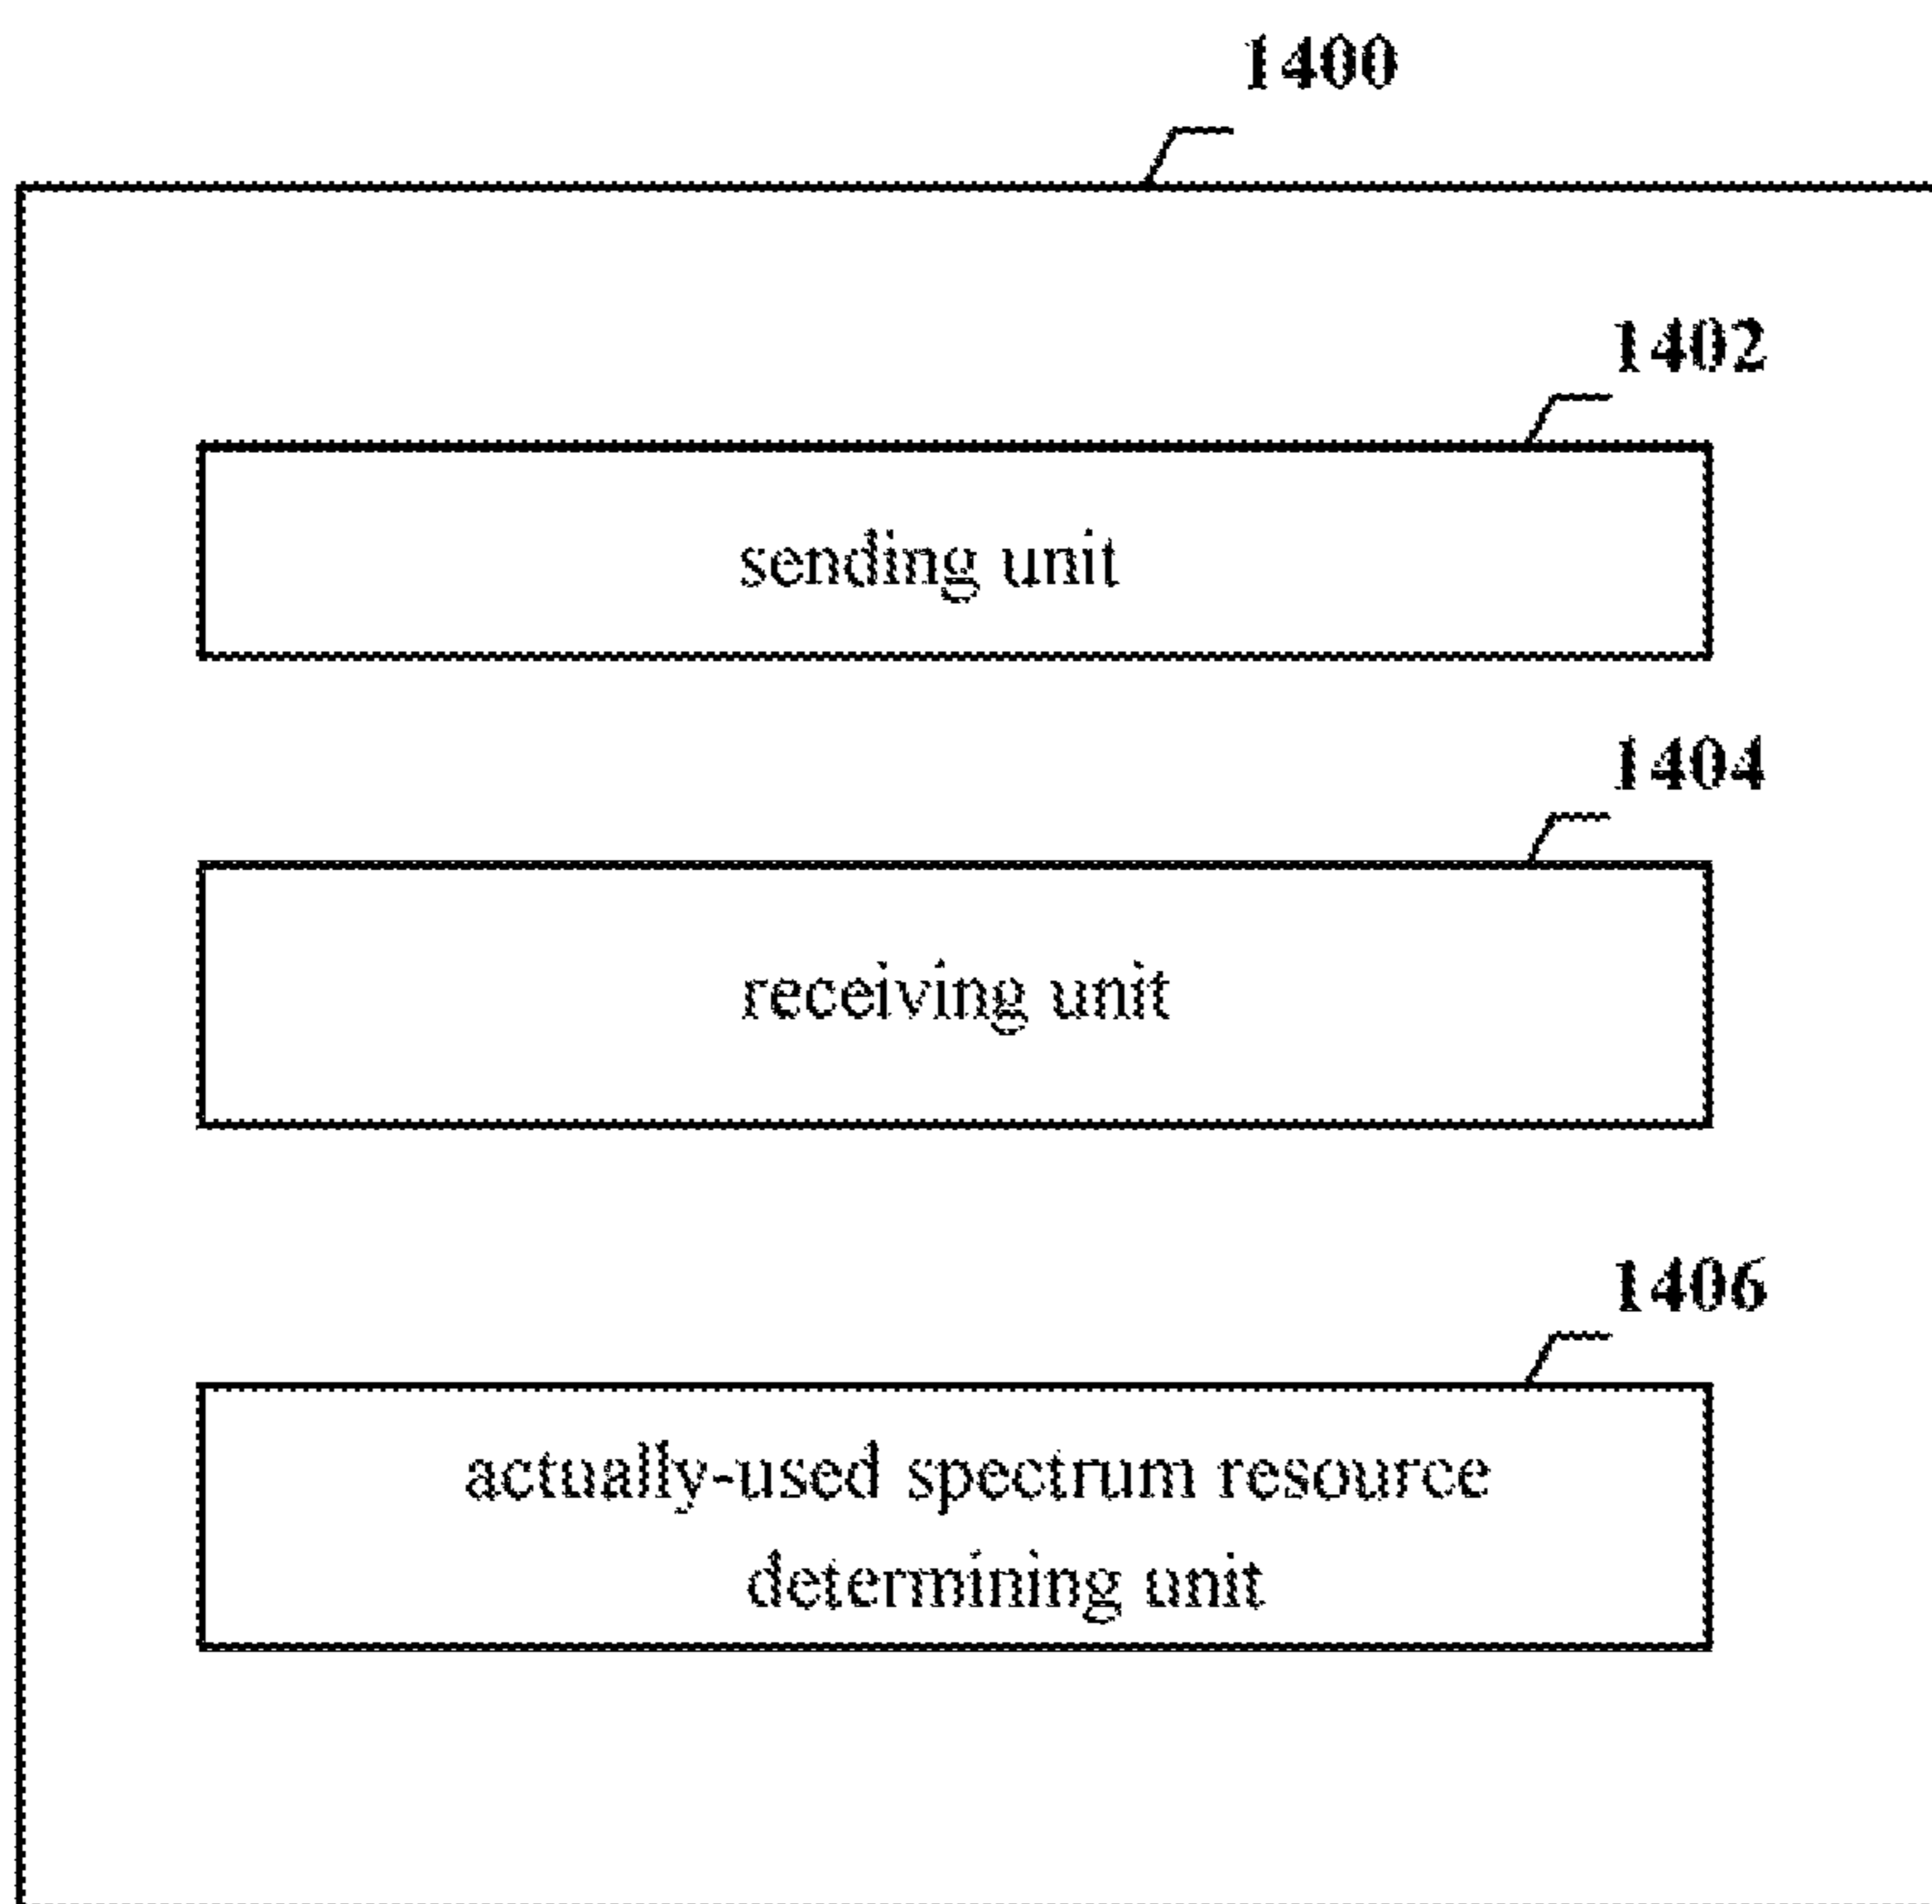 1400
1402
sending unit
1404
receiving unit
1406
actually-used spectrum resource
determining unit